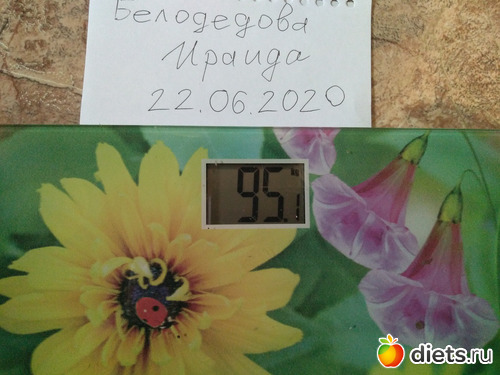 Белодедова
Ираида
22.06.2020
95.1
diets.ru